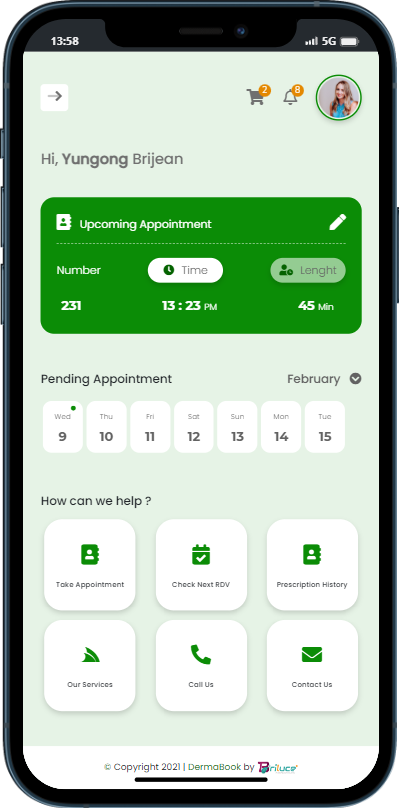 13:58 5G
2 8
Hi, Yungong Brijean
Upcoming Appointment
Number Time Lenght
231 13 : 23 PM 45 Min
Pending Appointment February
Wed Thu Fri Sat Sun Mon Tue
9 10 11 12 13 14 15
How can we help ?
Take Appointment Check Next RDV Prescription History
Our Services Call Us Contact Us
© Copyright 2021 | DermaBook by Briluce